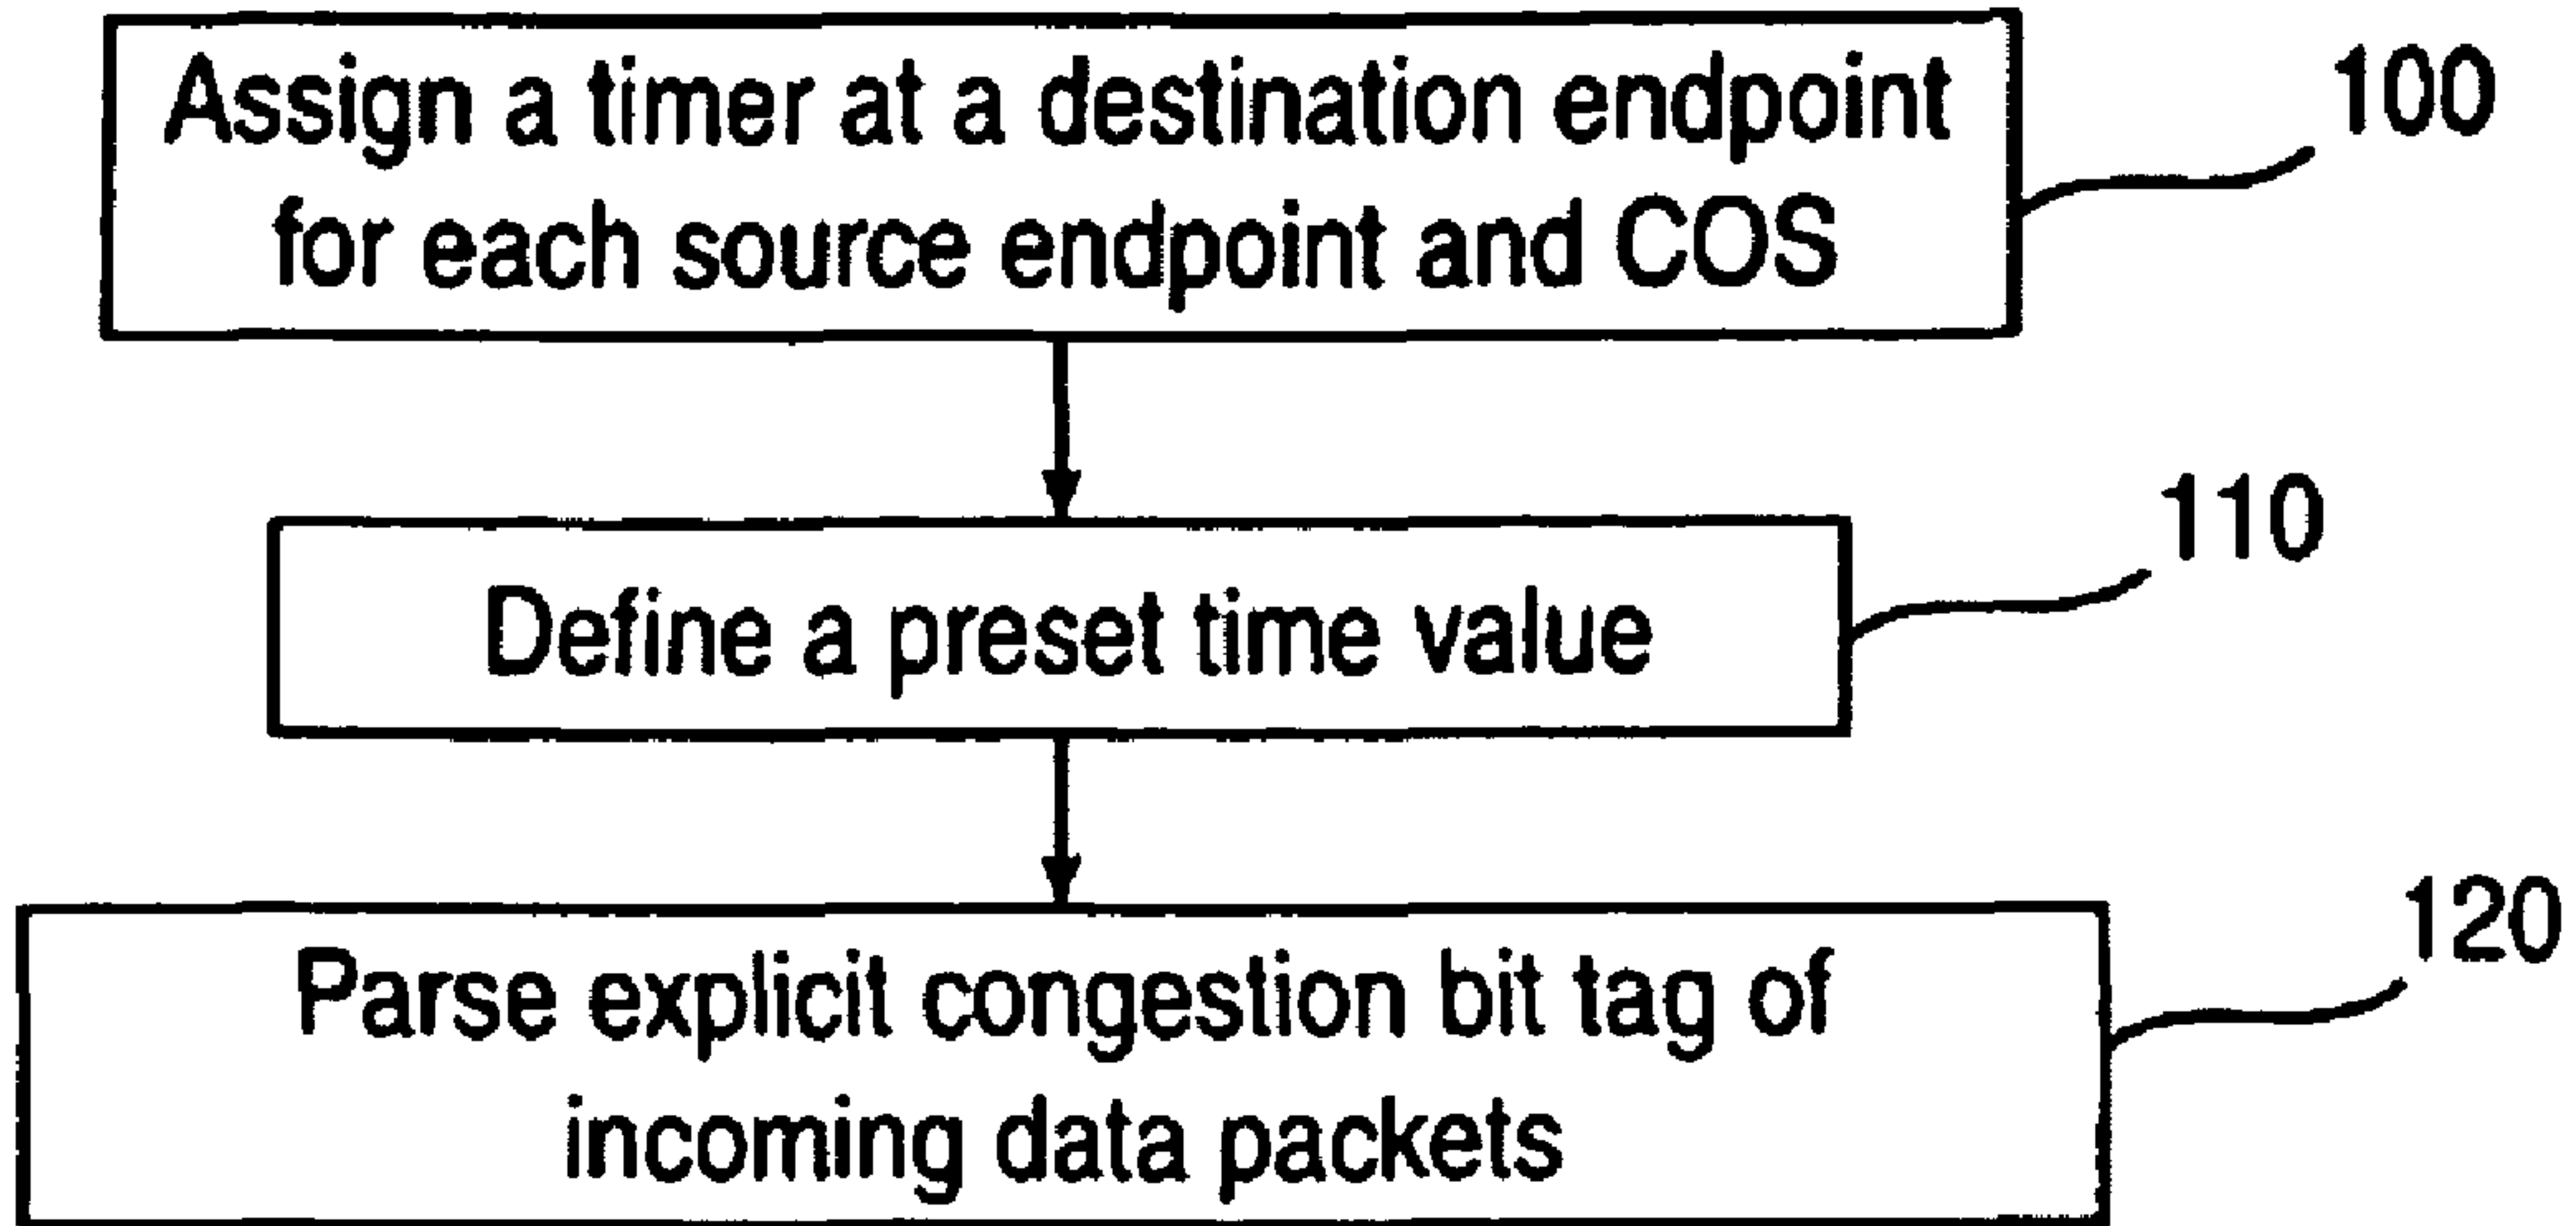 Assign a timer at a destination endpoint
for each source endpoint and COS
100
Define a preset time value
110
Parse explicit congestion bit tag of
incoming data packets
120